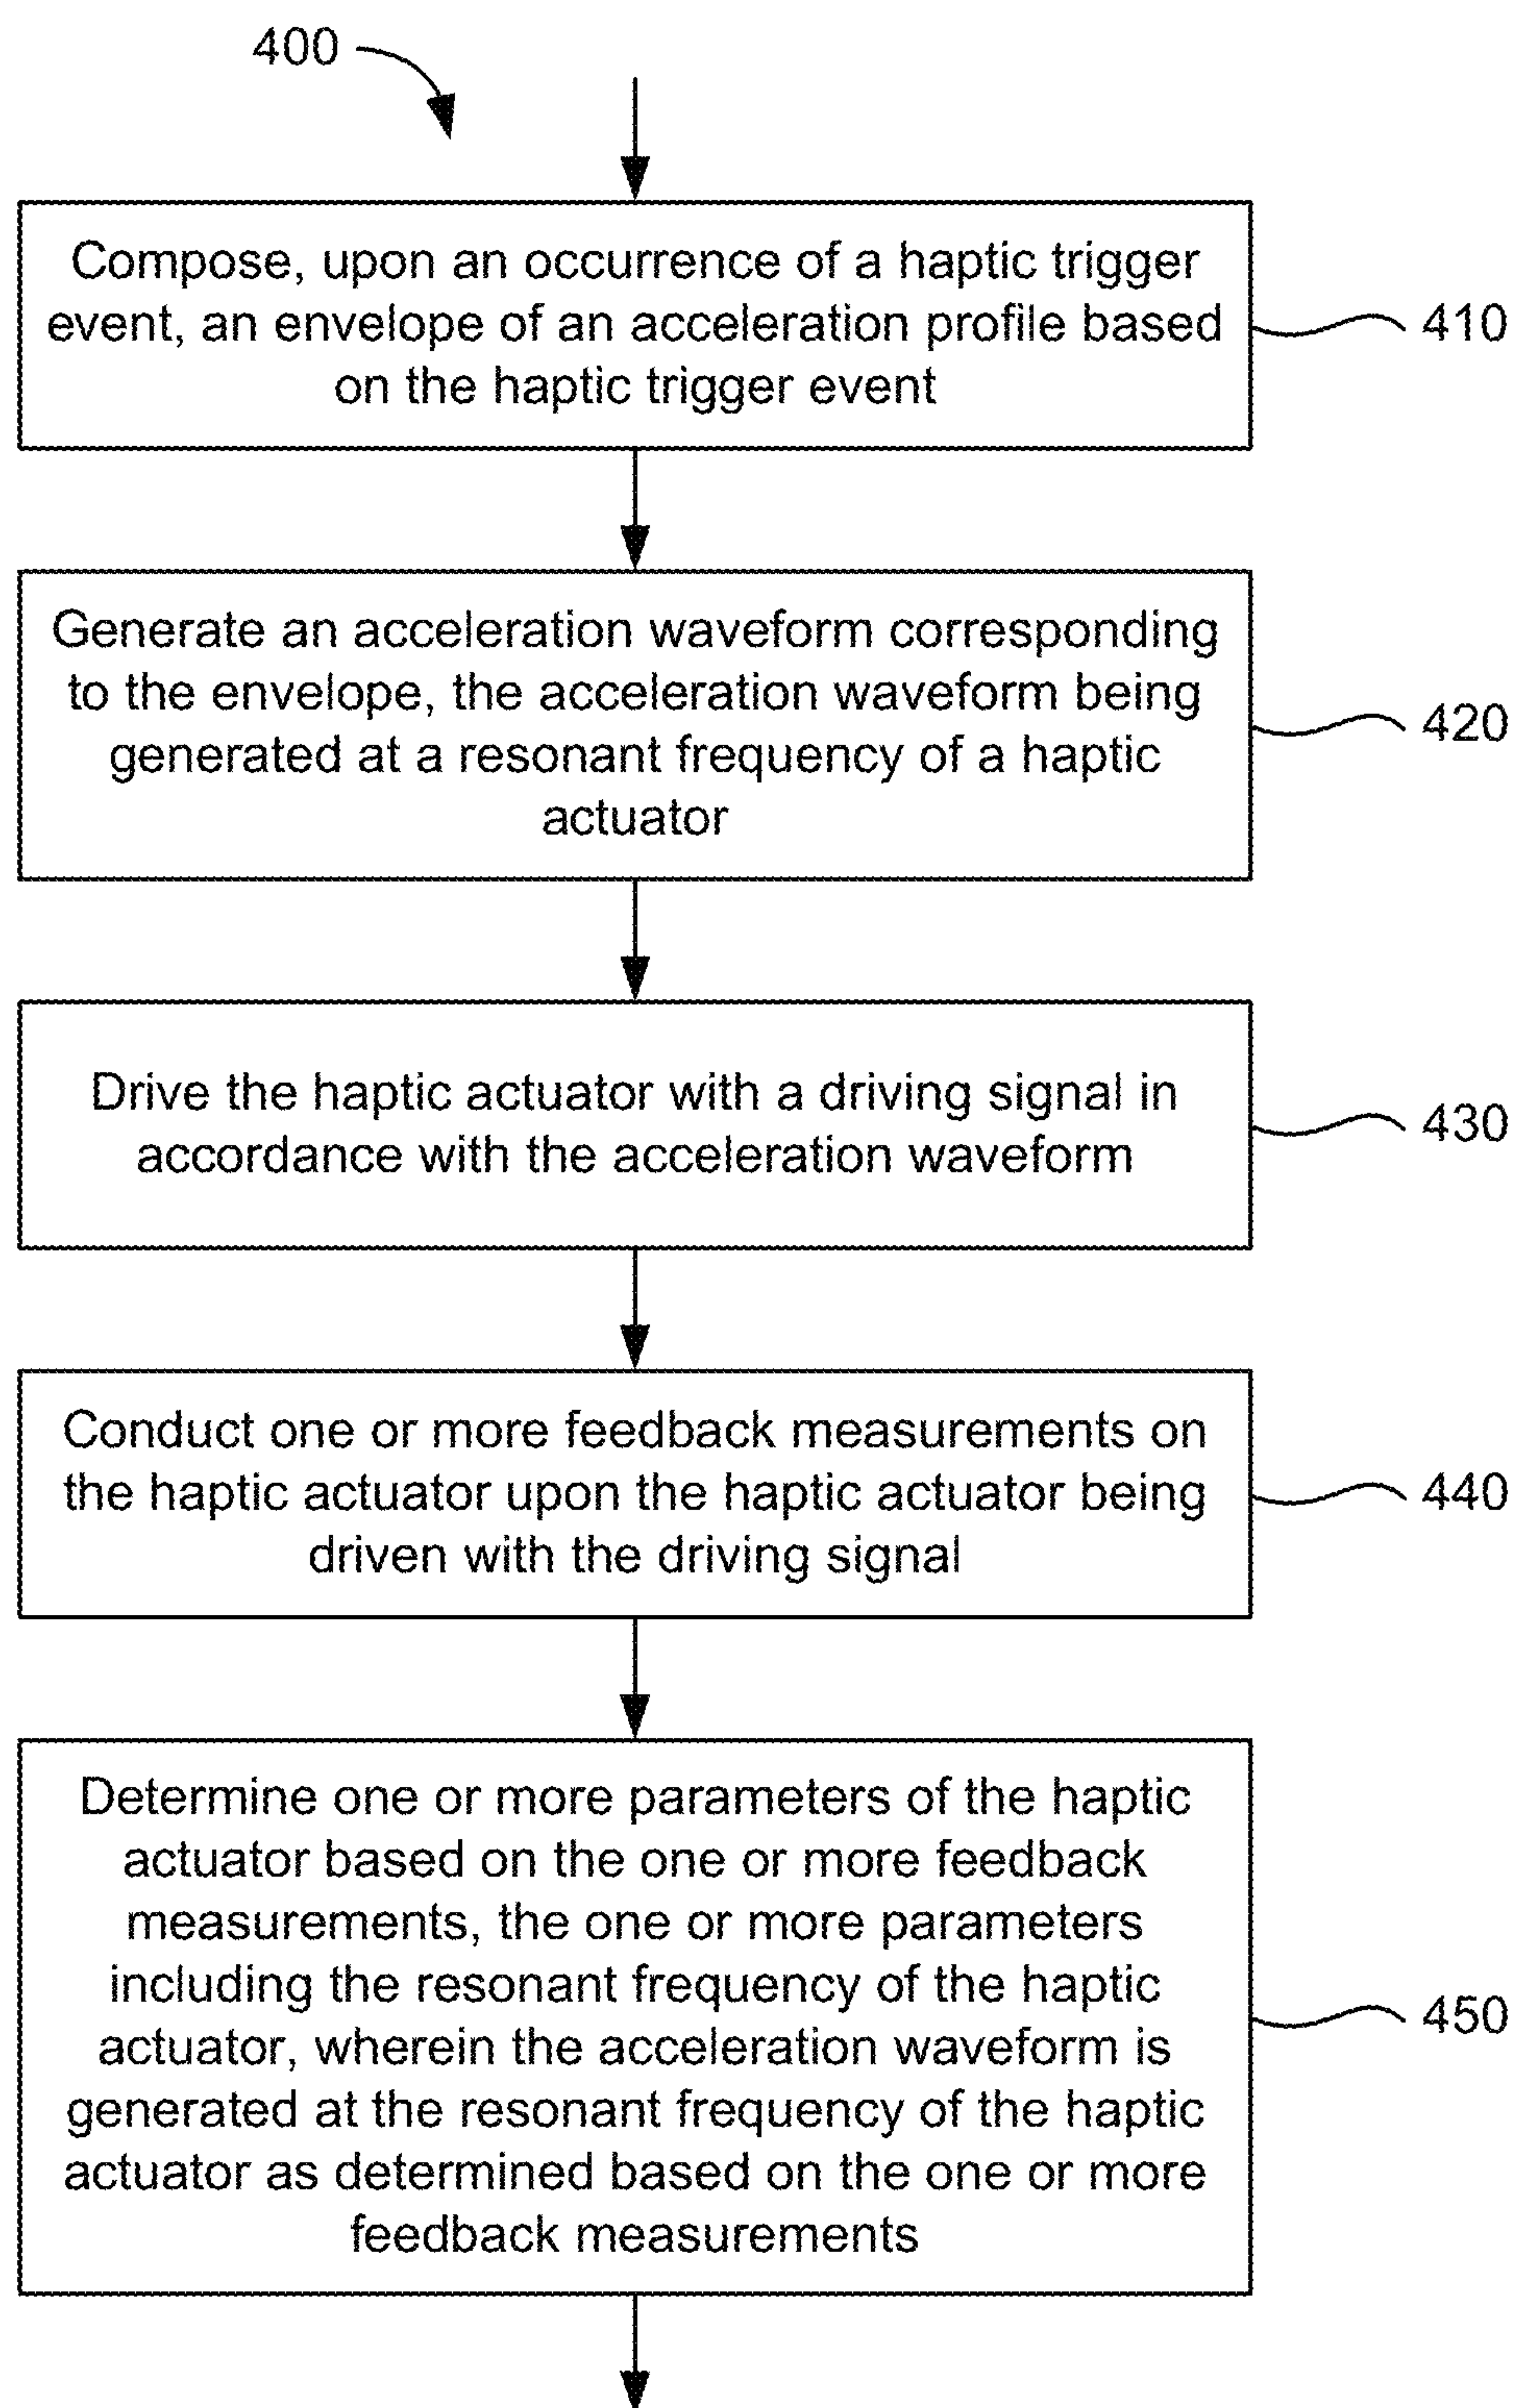 400
Compose, upon an occurrence of a haptic trigger
event, an envelope of an acceleration profile based
on the haptic trigger event
410
Generate an acceleration waveform corresponding
to the envelope, the acceleration waveform being
generated at a resonant frequency of a haptic
actuator
420
Drive the haptic actuator with a driving signal in
accordance with the acceleration waveform
430
Conduct one or more feedback measurements on
the haptic actuator upon the haptic actuator being
driven with the driving signal
440
Determine one or more parameters of the haptic
actuator based on the one or more feedback
measurements, the one or more parameters
including the resonant frequency of the haptic
actuator, wherein the acceleration waveform is
generated at the resonant frequency of the haptic
actuator as determined based on the one or more
feedback measurements
450